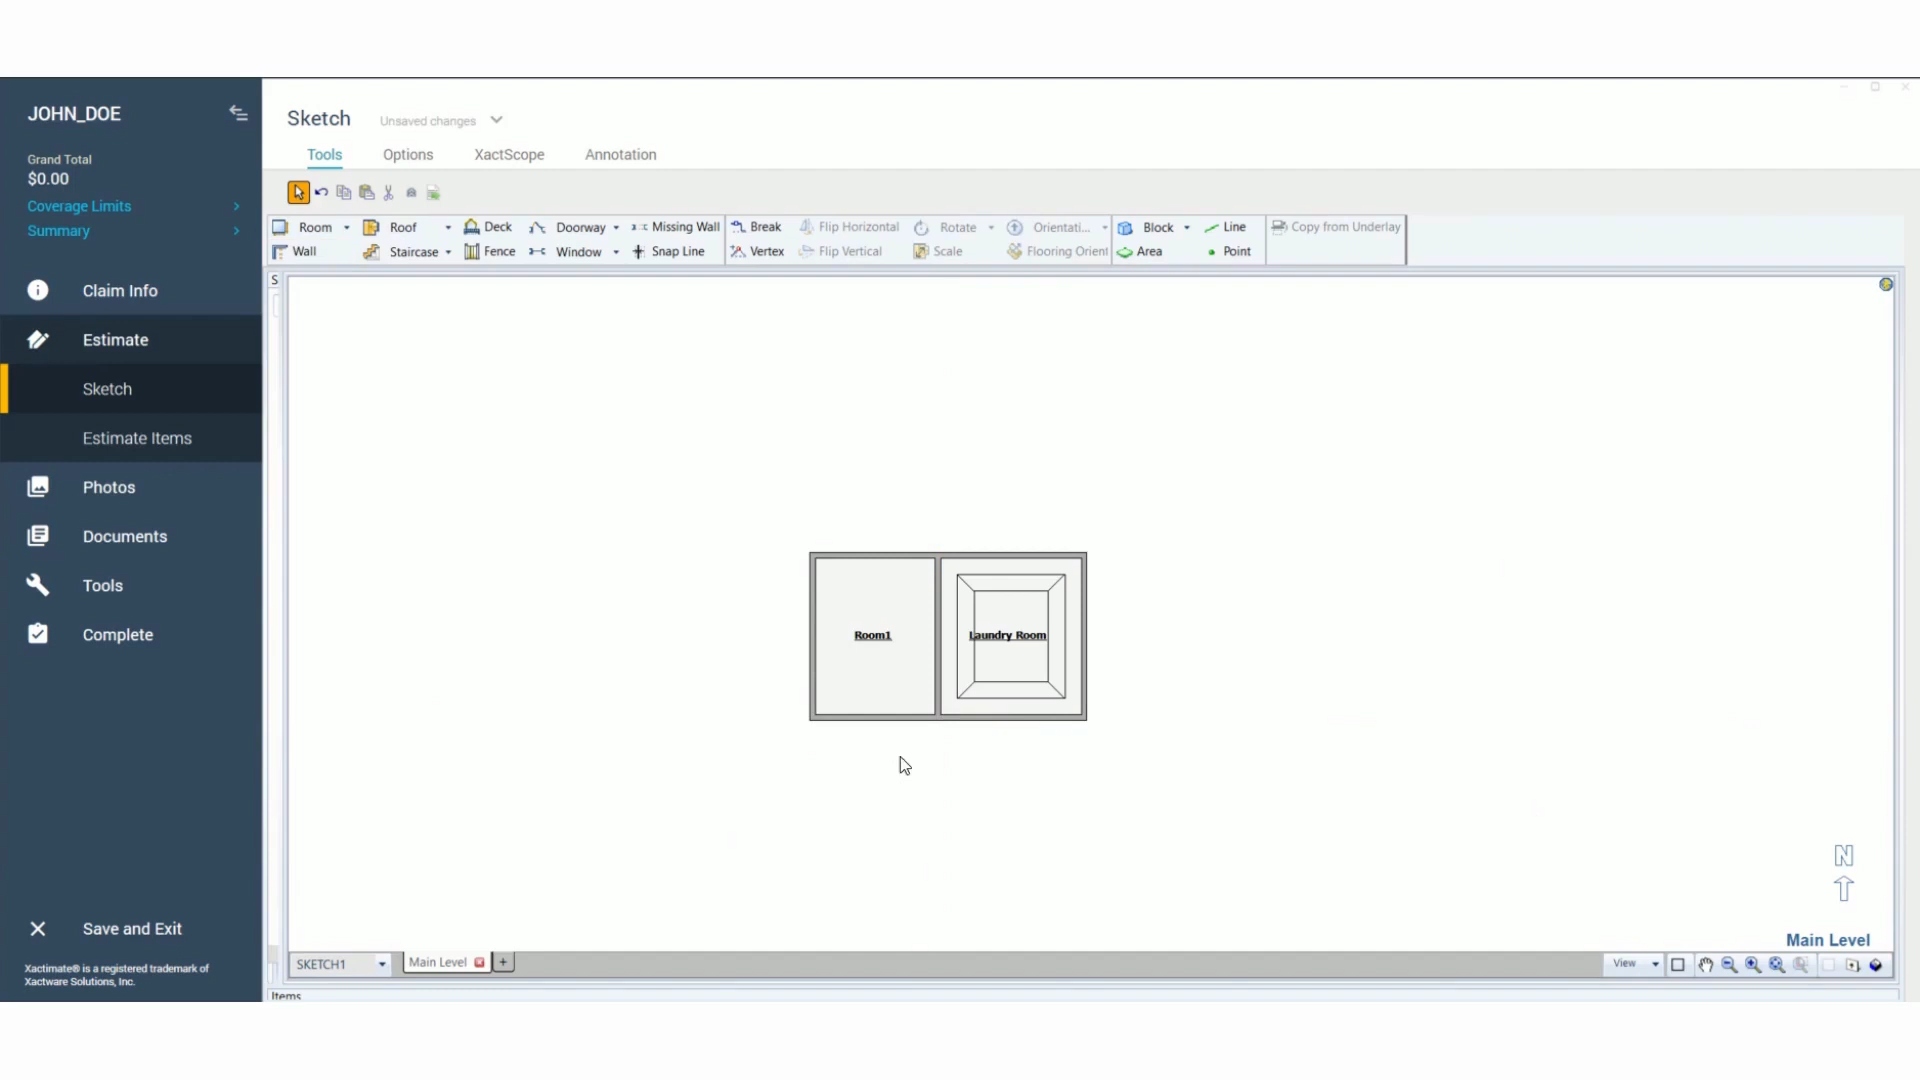 JOHN_DOE
Grand Total
$0.00
Coverage Limits
Summary
Claim Info
Estimate
Sketch
Estimate Items
Photos
Documents
Tools
Complete
Save and Exit
Xactimate® is a registered trademark of
Xactware Solutions, Inc.
Sketch
Unsaved changes
Tools
Options
XactScope
Annotation
Room
Roof
Deck
Doorway
Missing Wall
Break
Flip Horizontal
Rotate
Orientati...
Block
Line
Copy from Underlay
Wall
Staircase
Fence
Window
Snap Line
Vertex
Flip Vertical
Scale
Flooring Orient
Area
Point
S
Room1
Laundry Room
N
Main Level
SKETCH1
Main Level
+
View
Items